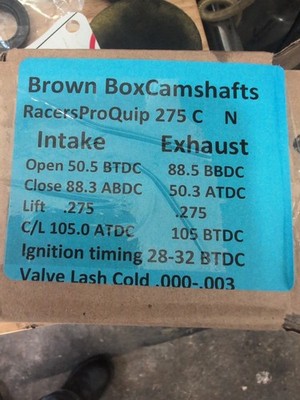 Brown BoxCamshafts
RacersProQuip 275 C N
Intake Exhaust
Open 50.5 BTDC 88.5 BBDC
Close 88.3 ABDC 50.3 ATDC
Lift .275 .275
C/L 105.0 ATDC 105 BTDC
Ignition timing 28-32 BTDC
Valve Lash Cold .000-.003